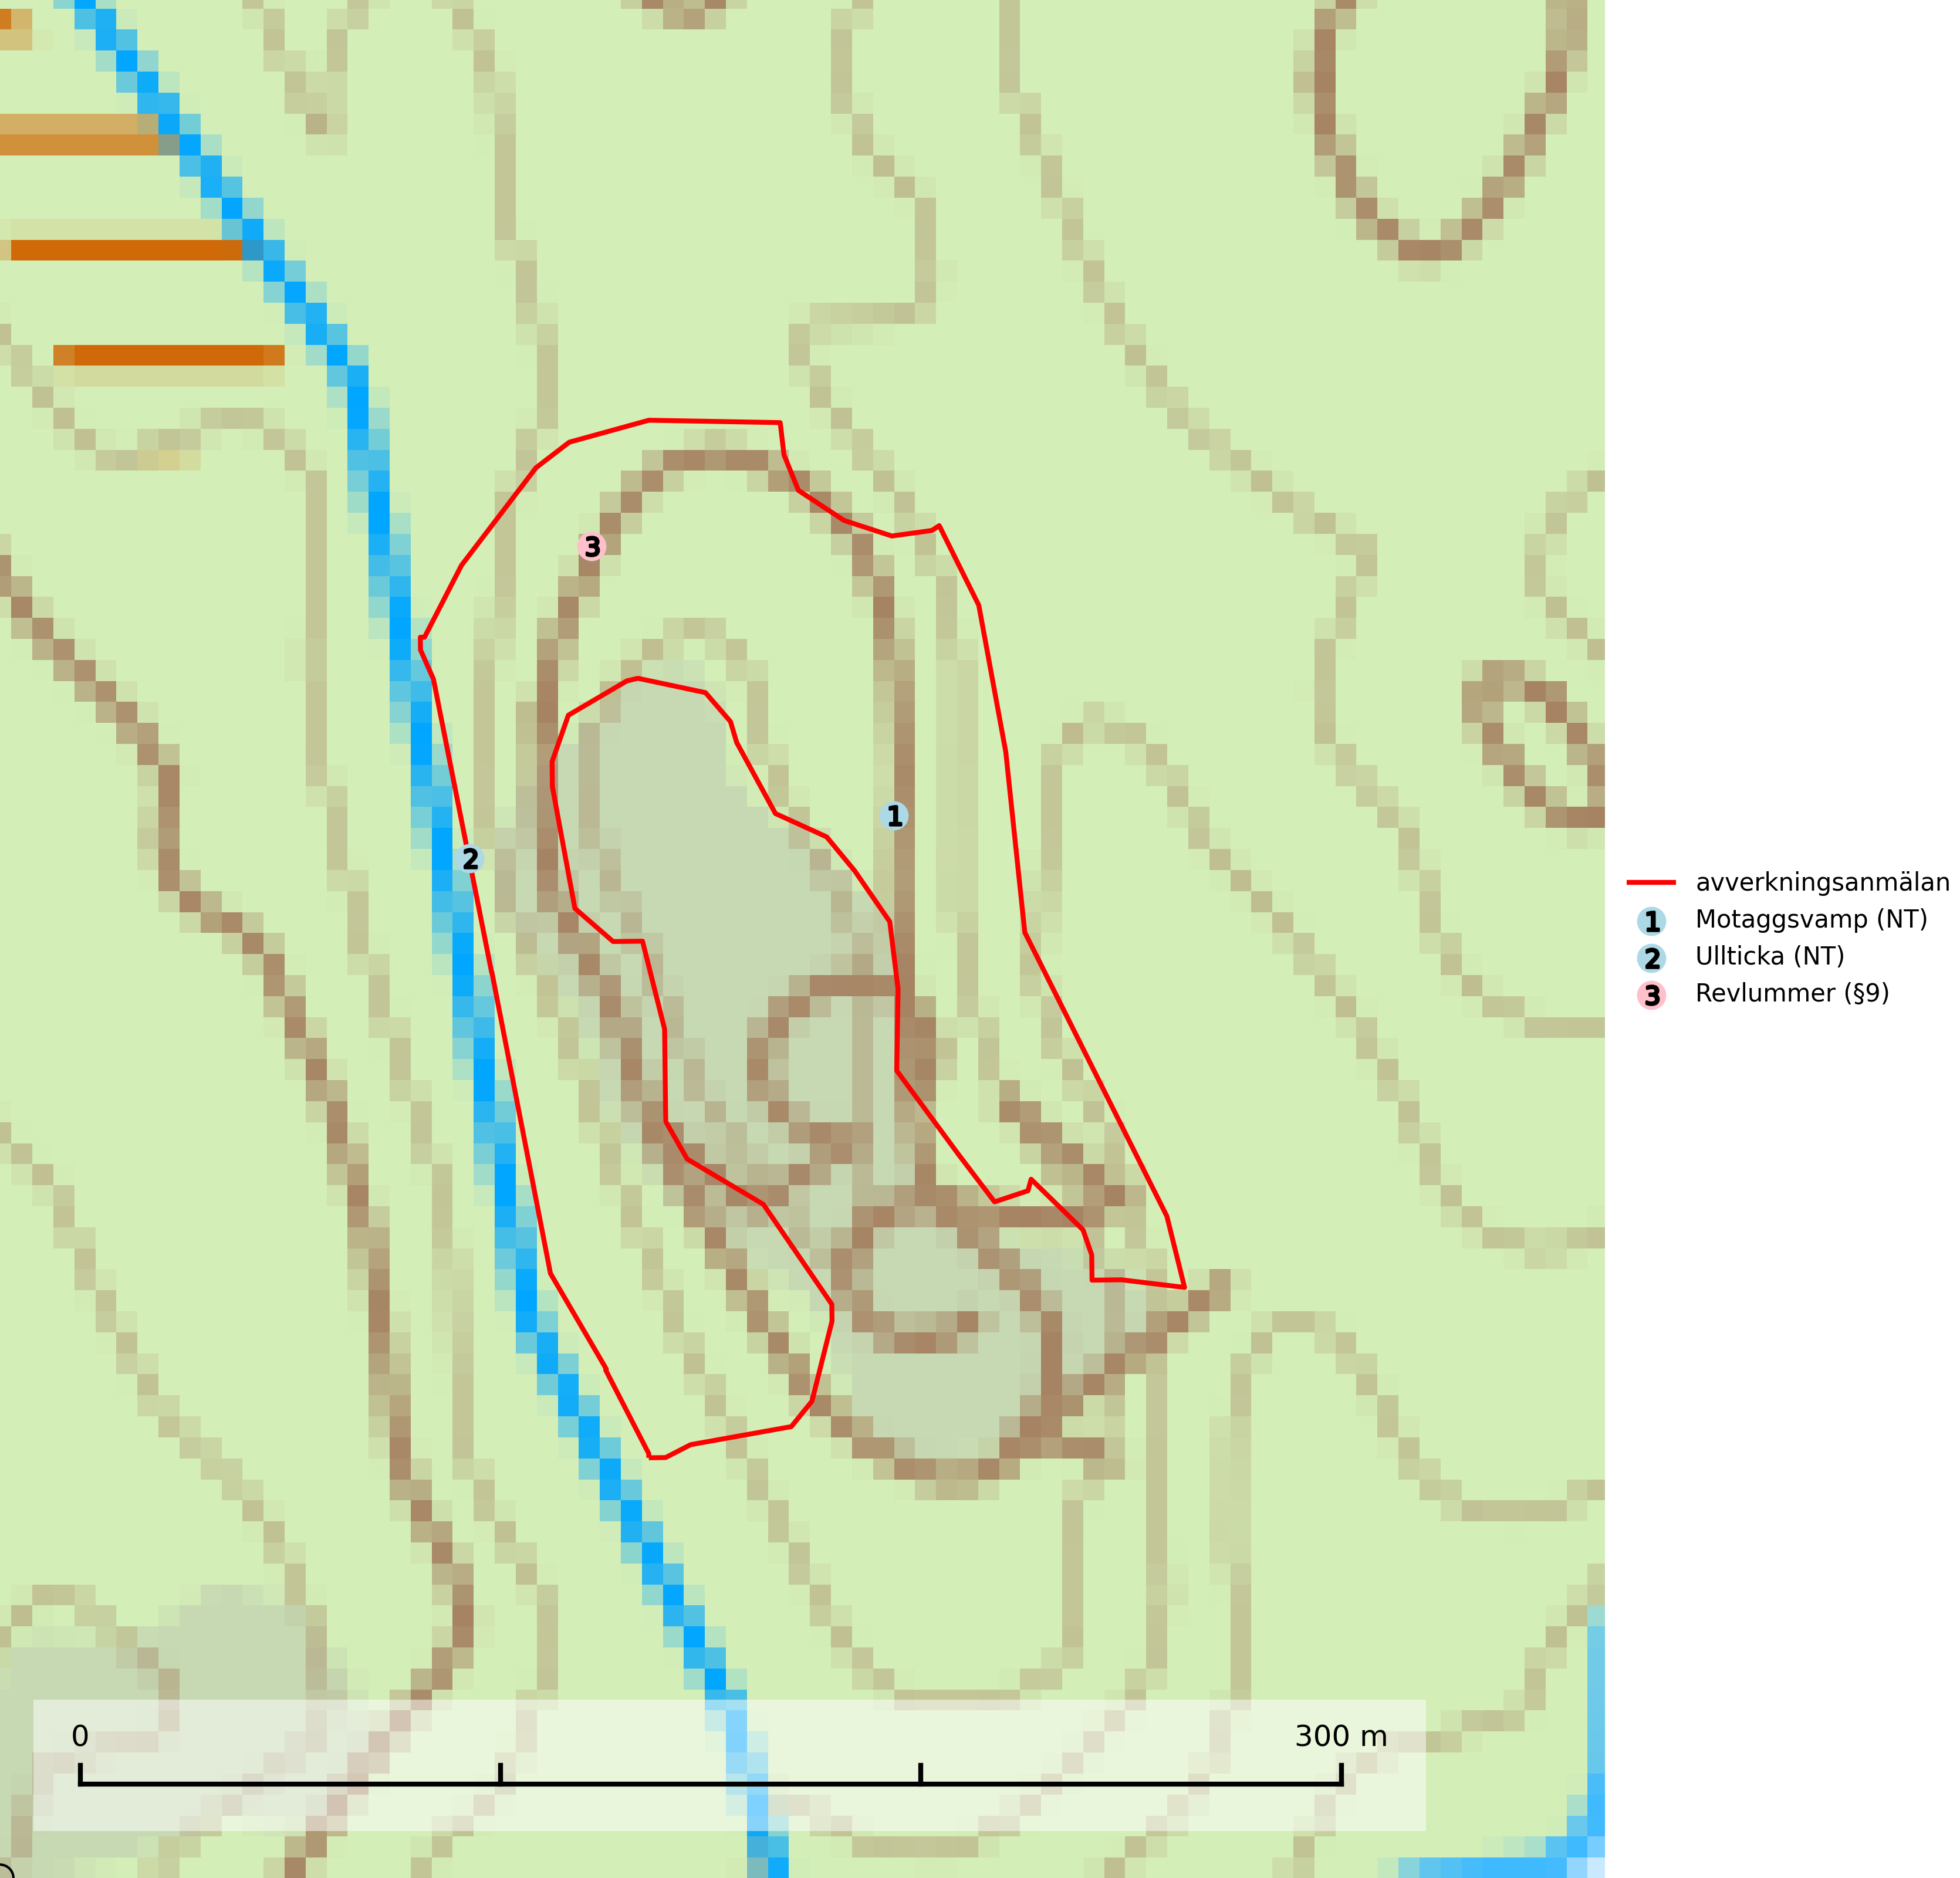 3
1
2
avverkningsanmälan
1 Motaggsvamp (NT)
2 Ullticka (NT)
3 Revlummer (§9)
0 300 m